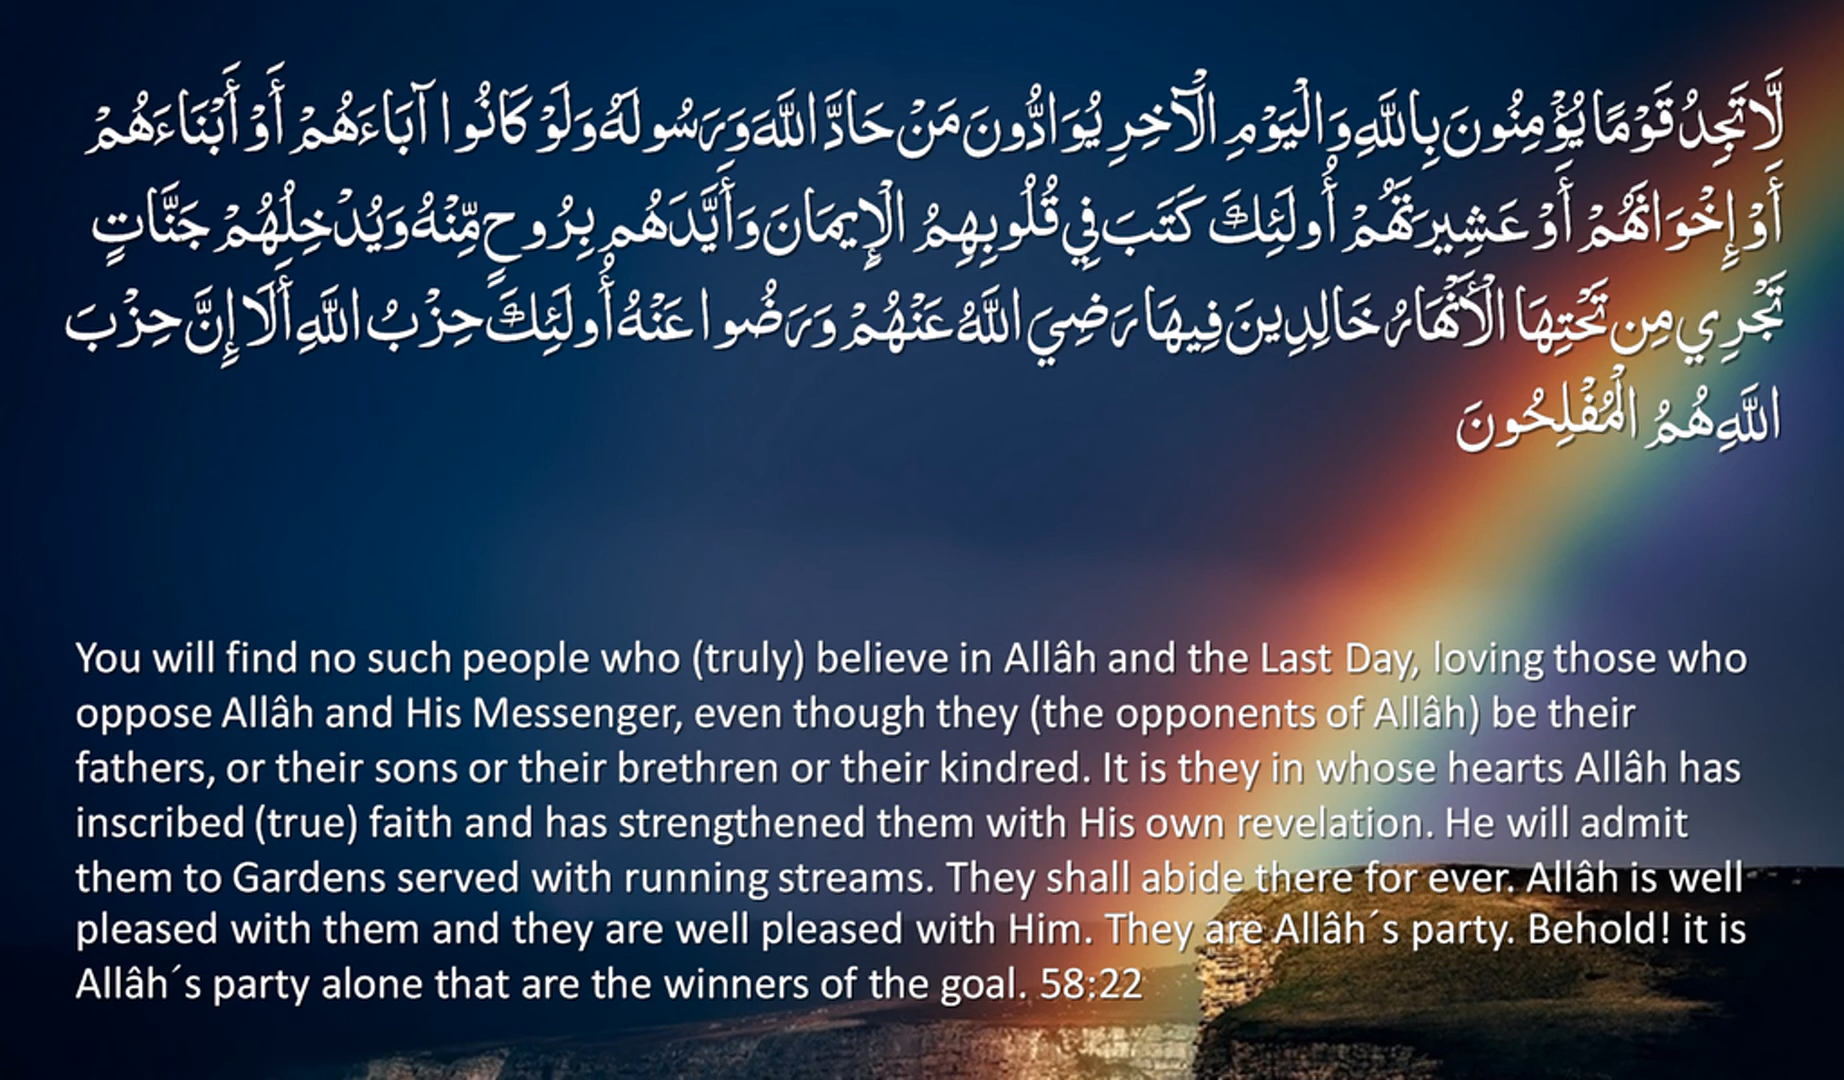 لَّا تَجِدُ قَوْمًا يُؤْمِنُونَ بِاللَّهِ وَالْيَوْمِ الْآخِرِ يُوَادُّونَ مَنْ حَادَّ اللَّهَ وَرَسُولَهُ وَلَوْ كَانُوا آبَاءَهُمْ أَوْ أَبْنَاءَهُمْ
أَوْ إِخْوَانَهُمْ أَوْ عَشِيرَتَهُمْ أُولَئِكَ كَتَبَ فِي قُلُوبِهِمُ الْإِيمَانَ وَأَيَّدَهُم بِرُوحٍ مِّنْهُ وَيُدْخِلُهُمْ جَنَّاتٍ
تَجْرِي مِن تَحْتِهَا الْأَنْهَارُ خَالِدِينَ فِيهَا رَضِيَ اللَّهُ عَنْهُمْ وَرَضُوا عَنْهُ أُولَئِكَ حِزْبُ اللَّهِ أَلَا إِنَّ حِزْبَ
اللَّهِ هُمُ الْمُفْلِحُونَ
You will find no such people who (truly) believe in Allâh and the Last Day, loving those who
oppose Allâh and His Messenger, even though they (the opponents of Allâh) be their
fathers, or their sons or their brethren or their kindred. It is they in whose hearts Allâh has
inscribed (true) faith and has strengthened them with His own revelation. He will admit
them to Gardens served with running streams. They shall abide there for ever. Allâh is well
pleased with them and they are well pleased with Him. They are Allâh´s party. Behold! it is
Allâh´s party alone that are the winners of the goal. 58:22